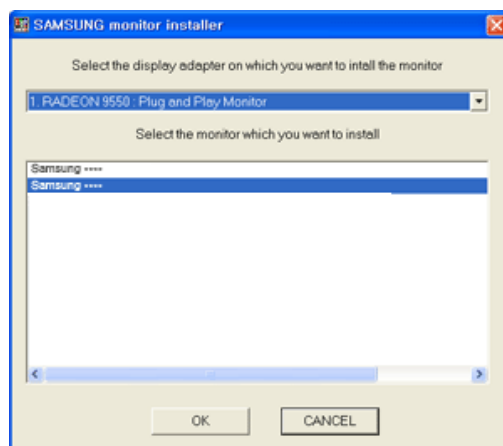 SAMSUNG monitor installer
Select the display adapter on which you want to intall the monitor
1. RADEON 9550 : Plug and Play Monitor
Select the monitor which you want to install
Samsung ----
Samsung ----
OK
CANCEL